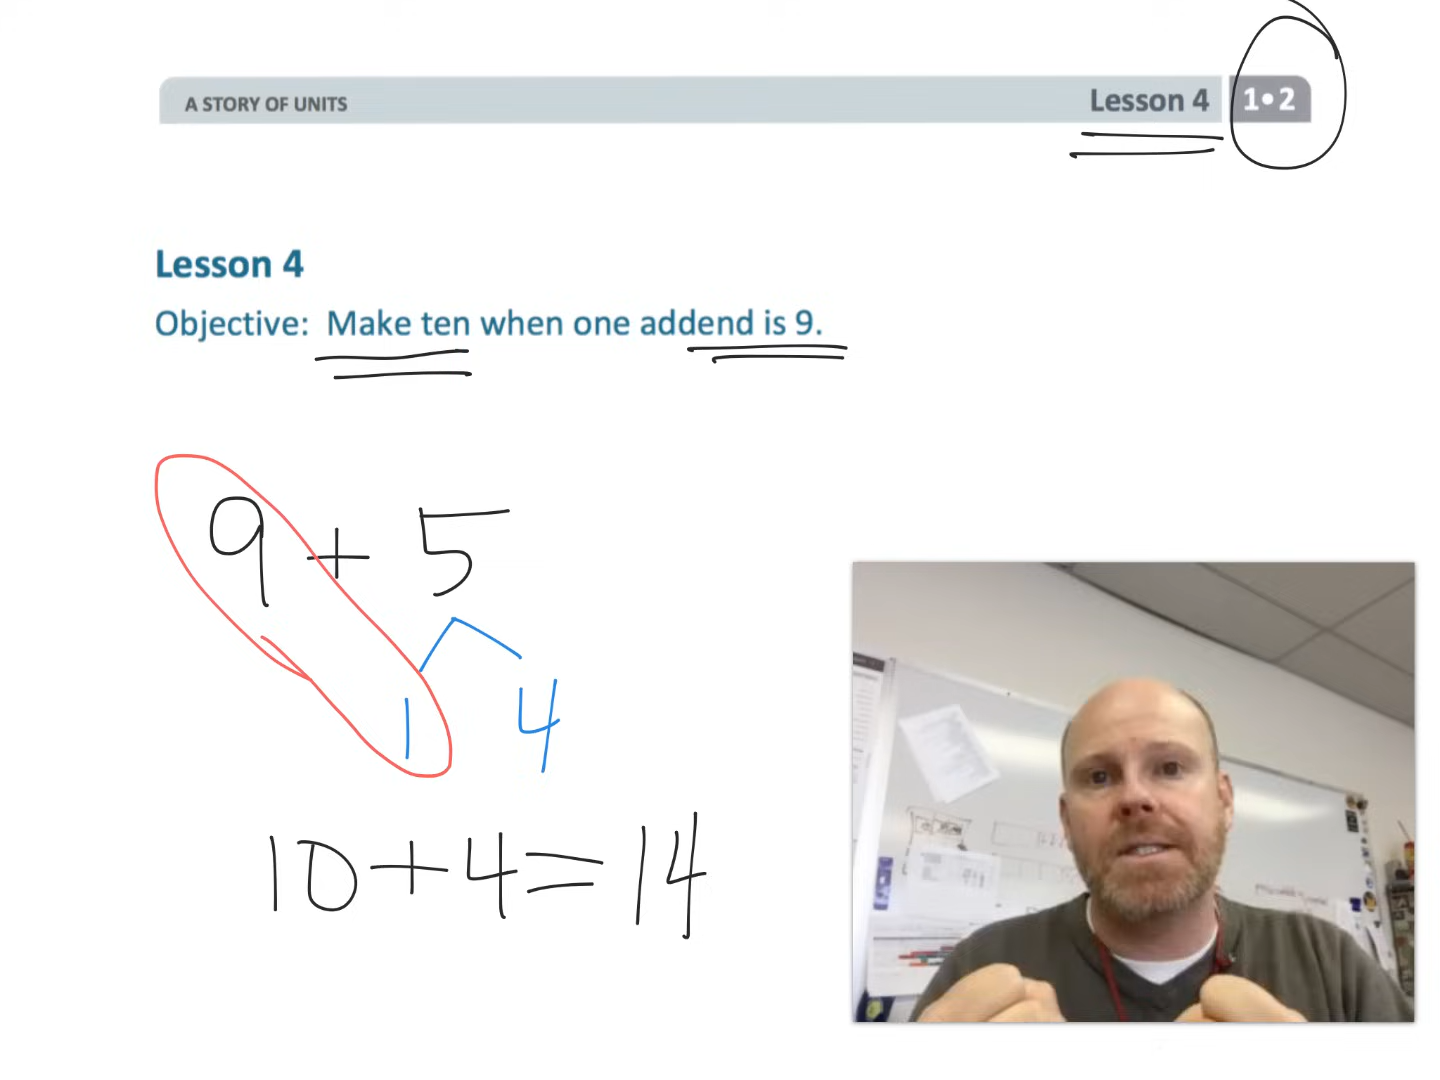 A STORY OF UNITS Lesson 4 1•2
Lesson 4
Objective: Make ten when one addend is 9.
9 + 5
1 4
10 + 4 = 14